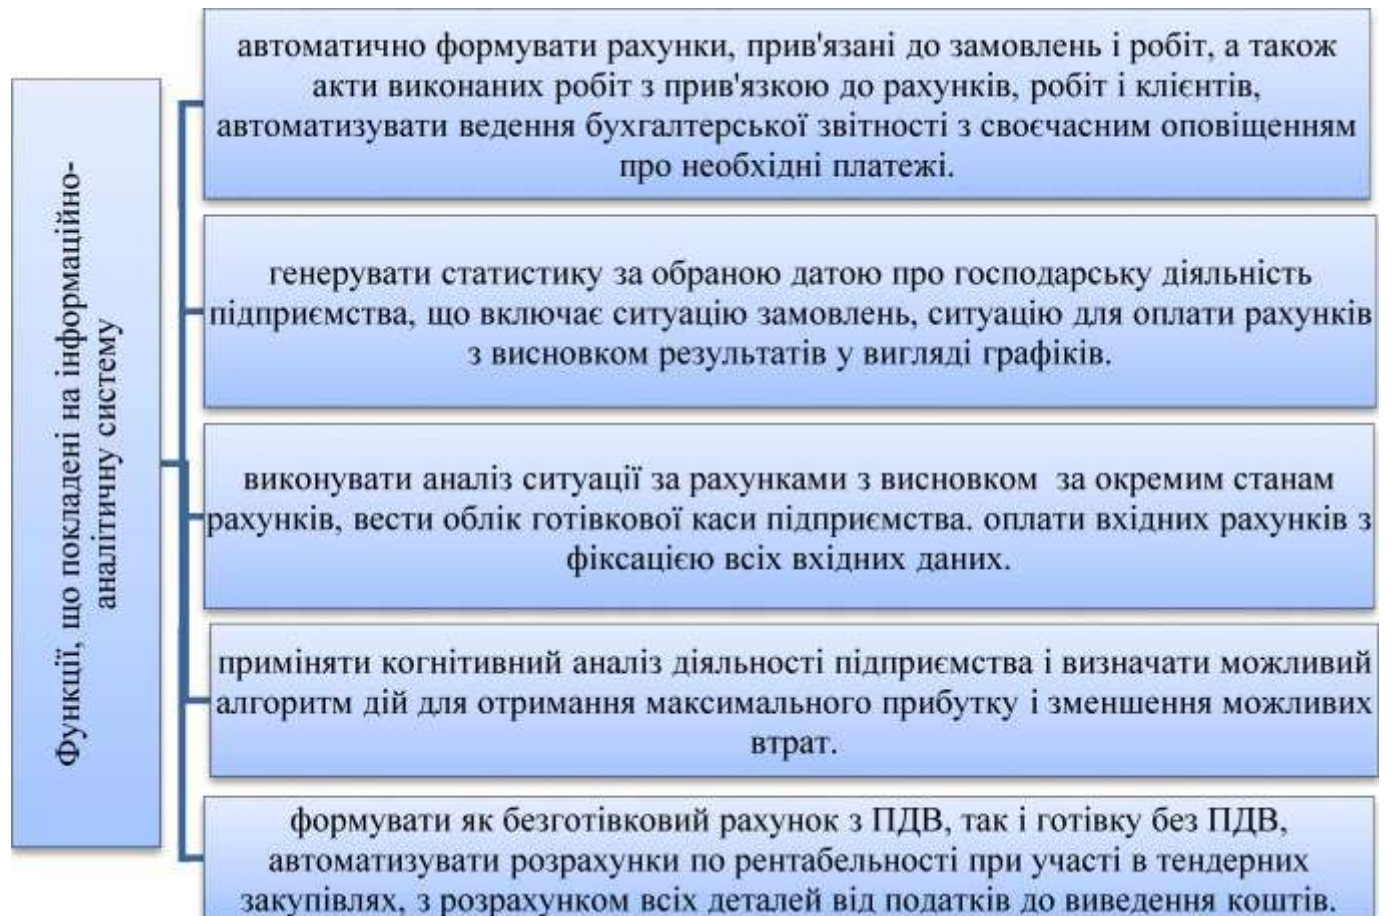 Функції, що покладені на інформаційно-
аналітичну систему
автоматично формувати рахунки, прив'язані до замовлень і робіт, а також
акти виконаних робіт з прив'язкою до рахунків, робіт і клієнтів,
автоматизувати ведення бухгалтерської звітності з своєчасним оповіщенням
про необхідні платежі.
генерувати статистику за обраною датою про господарську діяльність
підприємства, що включає ситуацію замовлень, ситуацію для оплати рахунків
з висновком результатів у вигляді графіків.
виконувати аналіз ситуації за рахунками з висновком за окремим станам
рахунків, вести облік готівкової каси підприємства. оплати вхідних рахунків з
фіксацією всіх вхідних даних.
приміняти когнітивний аналіз діяльності підприємства і визначати можливий
алгоритм дій для отримання максимального прибутку і зменшення можливих
втрат.
формувати як безготівковий рахунок з ПДВ, так і готівку без ПДВ,
автоматизувати розрахунки по рентабельності при участі в тендерних
закупівлях, з розрахунком всіх деталей від податків до виведення коштів.